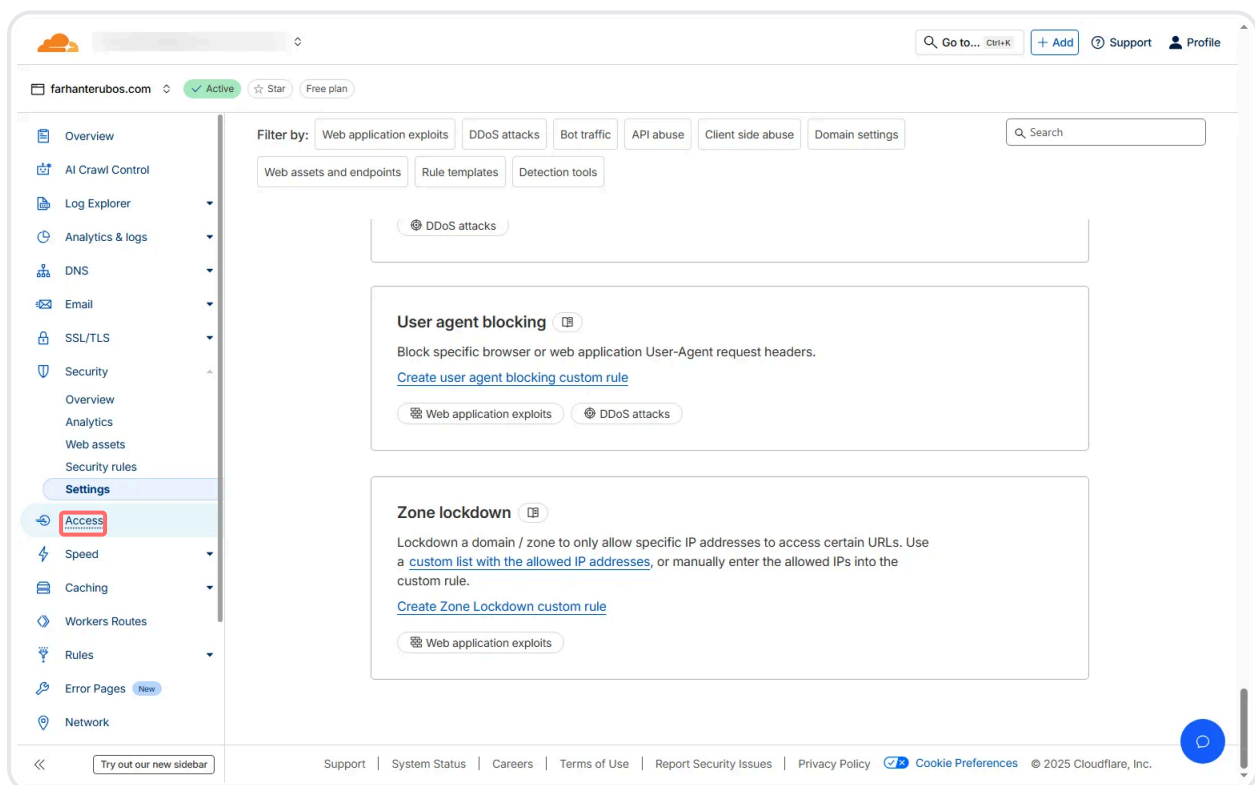 Go to... Ctrl+K
+ Add
Support
Profile
farhanterubos.com
Active
Star
Free plan
Overview
AI Crawl Control
Log Explorer
Analytics & logs
DNS
Email
SSL/TLS
Security
Overview
Analytics
Web assets
Security rules
Settings
Access
Speed
Caching
Workers Routes
Rules
Error Pages New
Network
Try out our new sidebar
Filter by: Web application exploits DDoS attacks Bot traffic API abuse Client side abuse Domain settings
Search
Web assets and endpoints Rule templates Detection tools
DDoS attacks
User agent blocking
Block specific browser or web application User-Agent request headers.
Create user agent blocking custom rule
Web application exploits DDoS attacks
Zone lockdown
Lockdown a domain / zone to only allow specific IP addresses to access certain URLs. Use
a custom list with the allowed IP addresses, or manually enter the allowed IPs into the
custom rule.
Create Zone Lockdown custom rule
Web application exploits
Support | System Status | Careers | Terms of Use | Report Security Issues | Privacy Policy Cookie Preferences © 2025 Cloudflare, Inc.